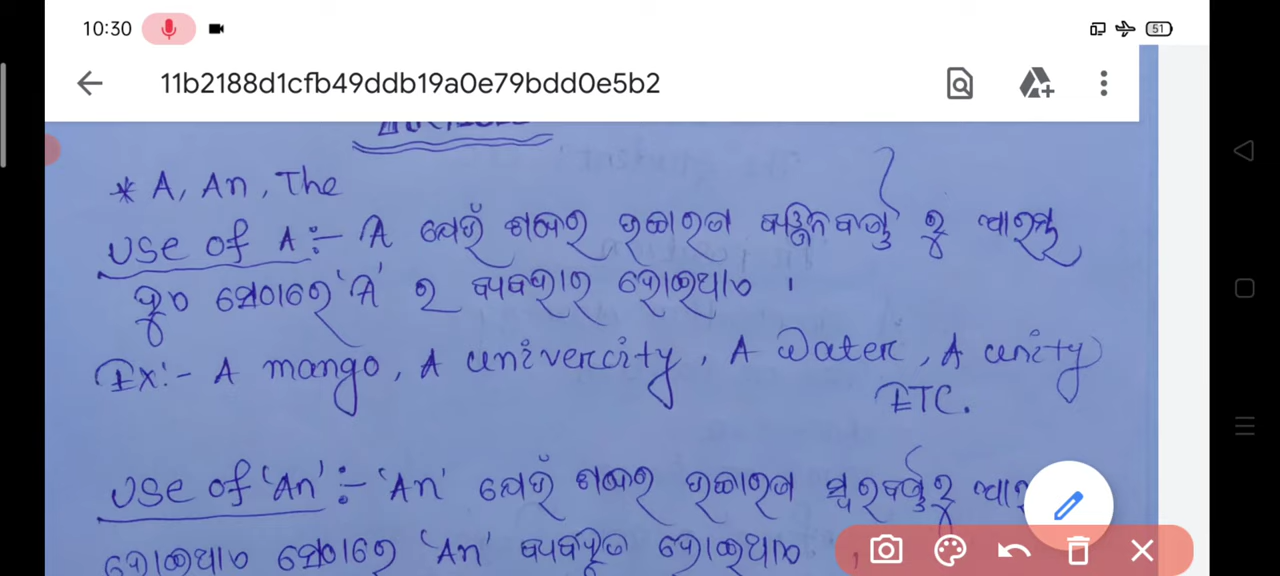 10:30 51
11b2188d1cfb49ddb19a0e79bdd0e5b2
* A, An, The
Use of A:- A ଯେଉଁ ଶବ୍ଦର ଉଚ୍ଚାରଣ ବ୍ୟଞ୍ଜନବର୍ଣ୍ଣ ରୁ ଆରମ୍ଭ
ହୁଏ ସେଠାରେ 'A' ର ବ୍ୟବହାର ହୋଇଥାଏ ।
Ex:- A mango, A univercity, A Water, A unity
ETC.
Use of 'An':- 'An' ଯେଉଁ ଶବ୍ଦର ଉଚ୍ଚାରଣ ସ୍ୱରବର୍ଣ୍ଣରୁ
ହୋଇଥାଏ ସେଠାରେ 'An' ବ୍ୟବହୃତ ହୋଇଥାଏ ।